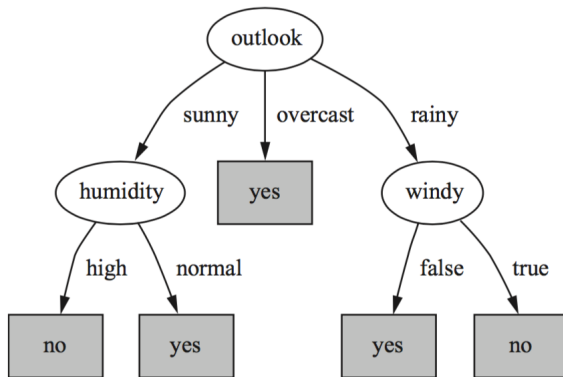 outlook
sunny overcast rainy
humidity yes windy
high normal false true
no yes yes no